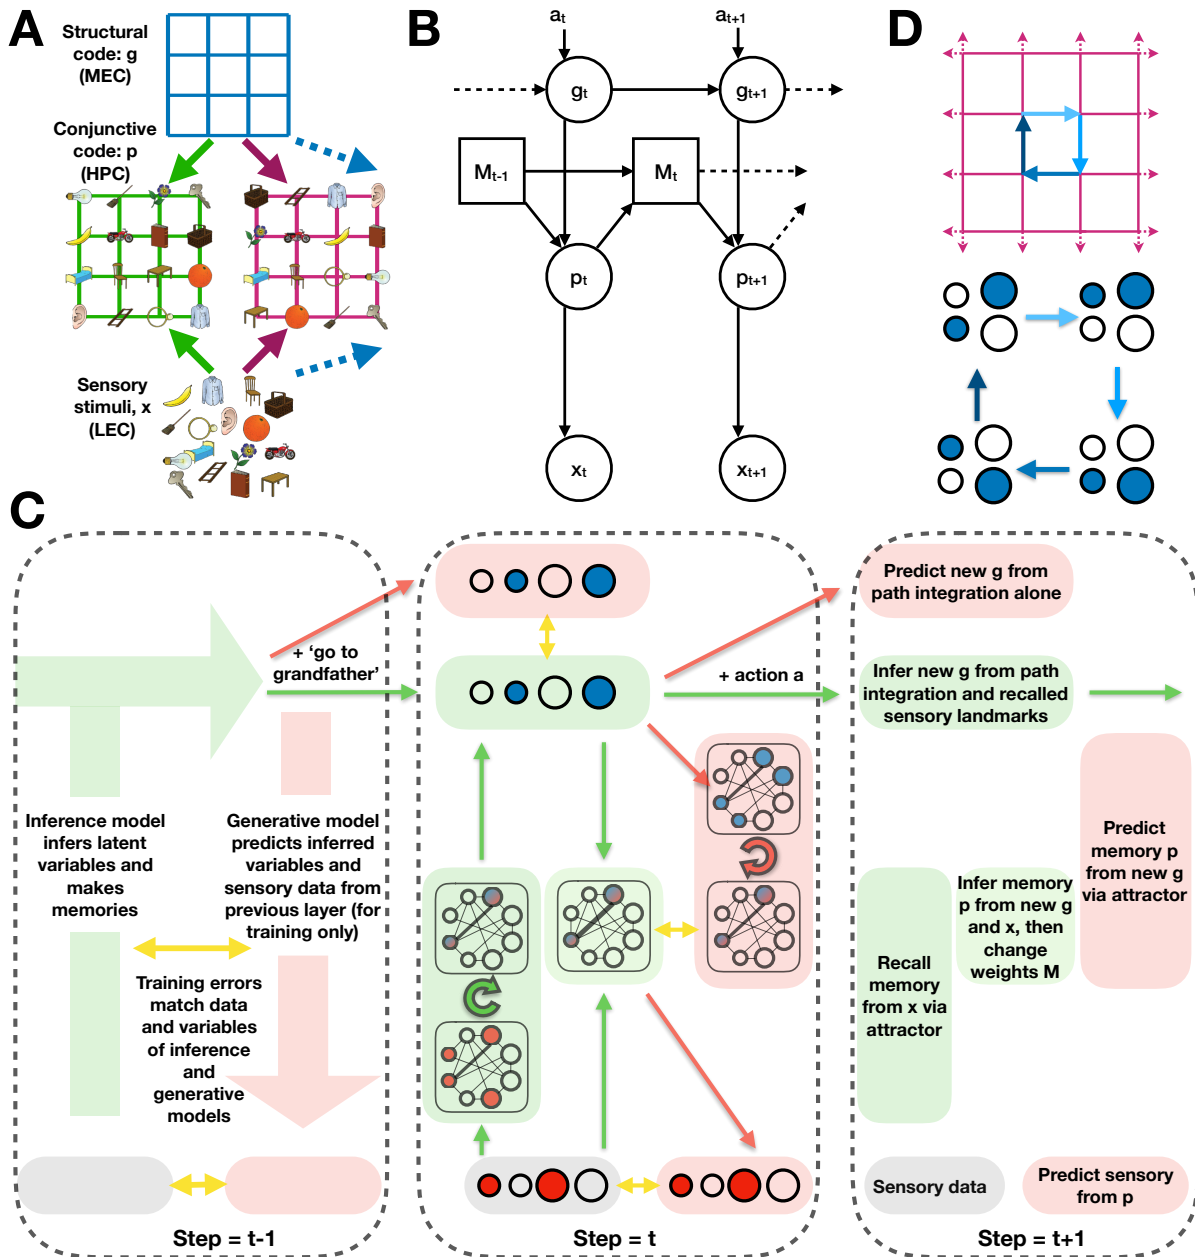 A
Structural
code: g
(MEC)
Conjunctive
code: p
(HPC)
Sensory
stimuli, x
(LEC)
B
at
at+1
gt
gt+1
Mt-1
Mt
pt
pt+1
xt
xt+1
D
C
+ 'go to
grandfather'
Inference model
infers latent
variables and
makes
memories
Generative model
predicts inferred
variables and
sensory data from
previous layer (for
training only)
Training errors
match data
and variables
of inference
and
generative
models
Step = t-1
+ action a
Step = t
Predict new g from
path integration alone
Infer new g from path
integration and recalled
sensory landmarks
Predict
memory p
from new g
via attractor
Infer memory
p from new g
and x, then
change
weights M
Recall
memory
from x via
attractor
Sensory data
Predict sensory
from p
Step = t+1